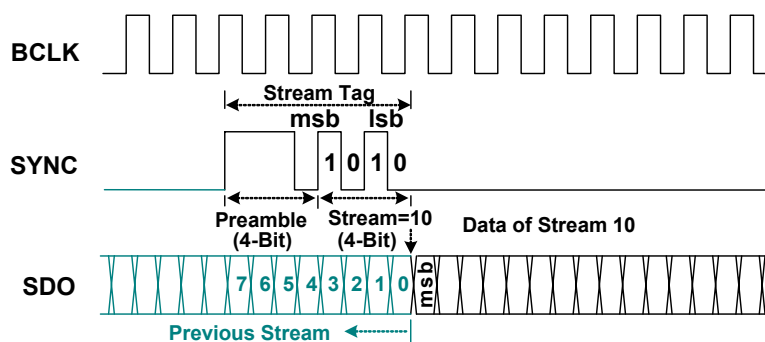 BCLK
Stream Tag
msb lsb
SYNC
1 0 1 0
Preamble
(4-Bit)
Stream=10
(4-Bit)
Data of Stream 10
SDO
7 6 5 4 3 2 1 0
msb
Previous Stream